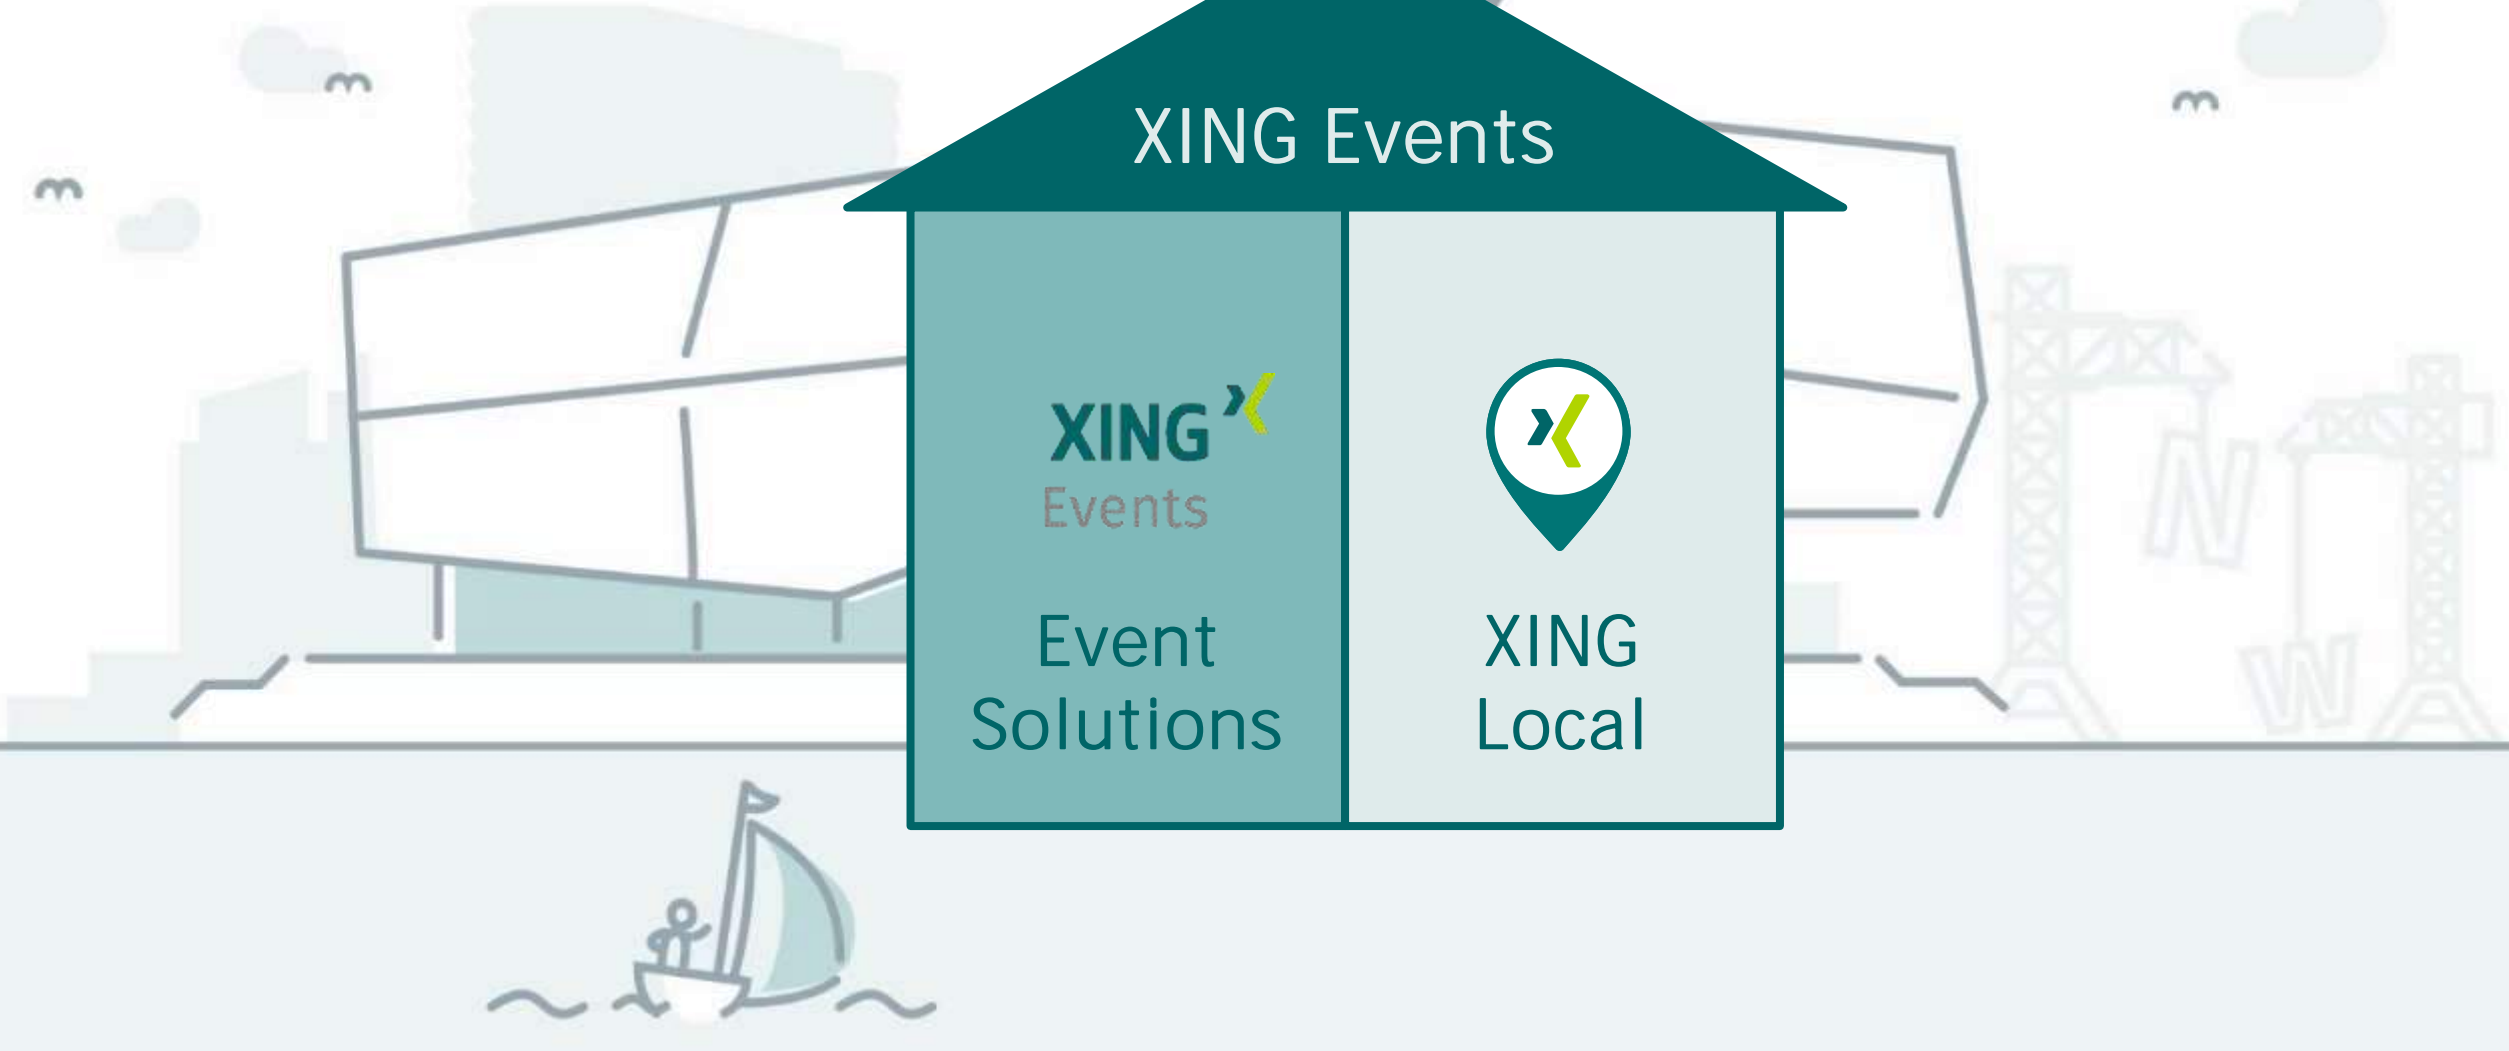 XING Events
XING
Events
Event
Solutions
XING
Local
N
W